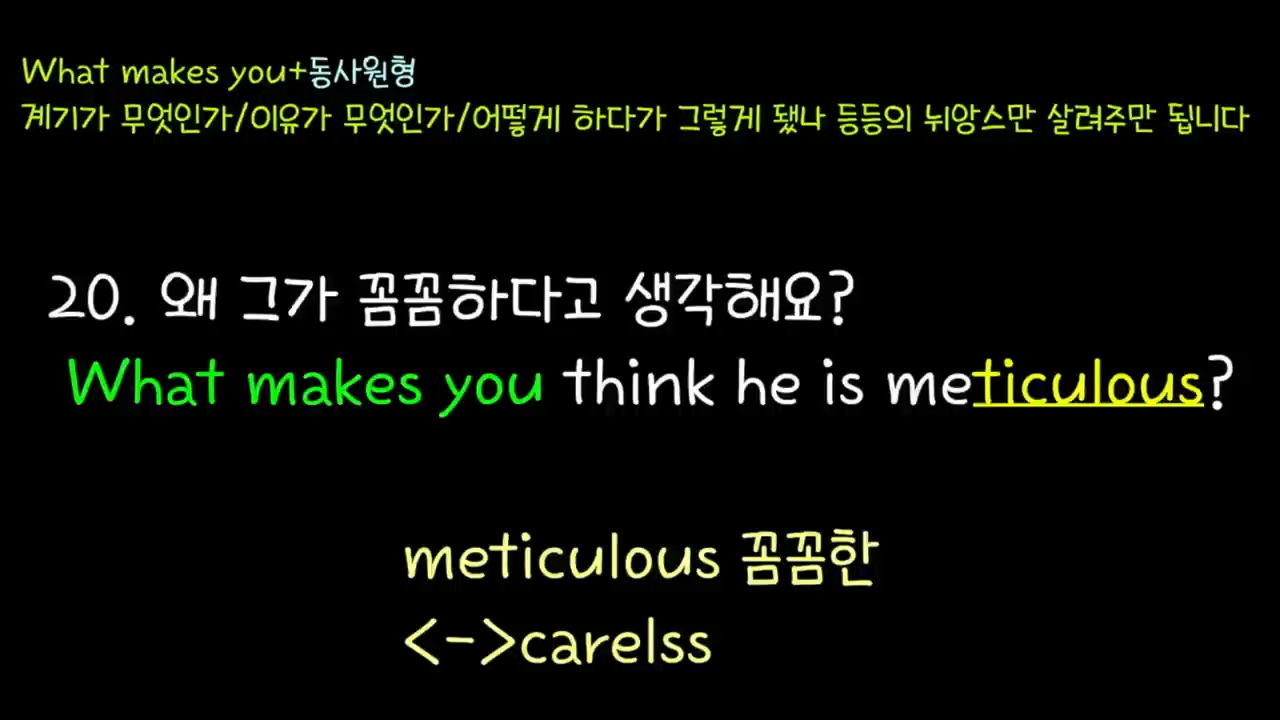 What makes you+동사원형
계기가 무엇인가/이유가 무엇인가/어떻게 하다가 그렇게 됐나 등등의 뉘앙스만 살려주만 됩니다
20. 왜 그가 꼼꼼하다고 생각해요?
What makes you think he is meticulous?
meticulous 꼼꼼한
<->carelss